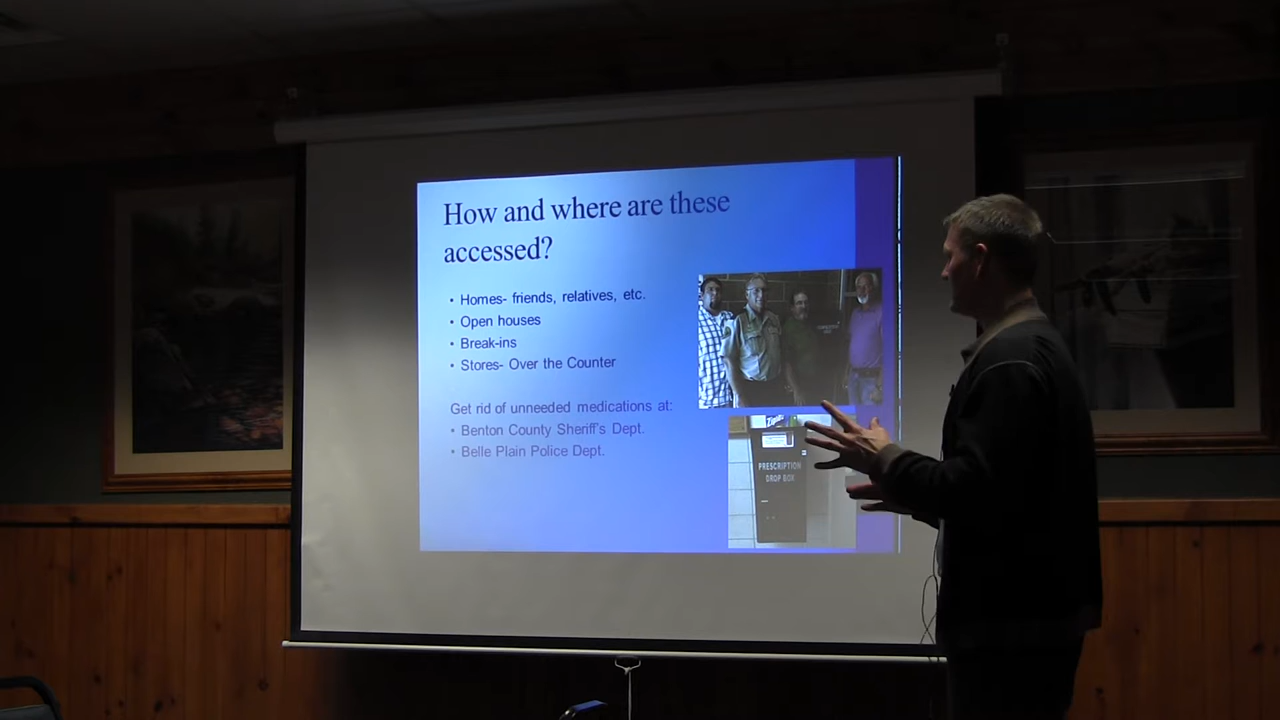 How and where are these
accessed?
• Homes- friends, relatives, etc.
• Open houses
• Break-ins
• Stores- Over the Counter
Get rid of unneeded medications at:
• Benton County Sheriff's Dept.
• Belle Plain Police Dept.
PRESCRIPTION
DROP BOX